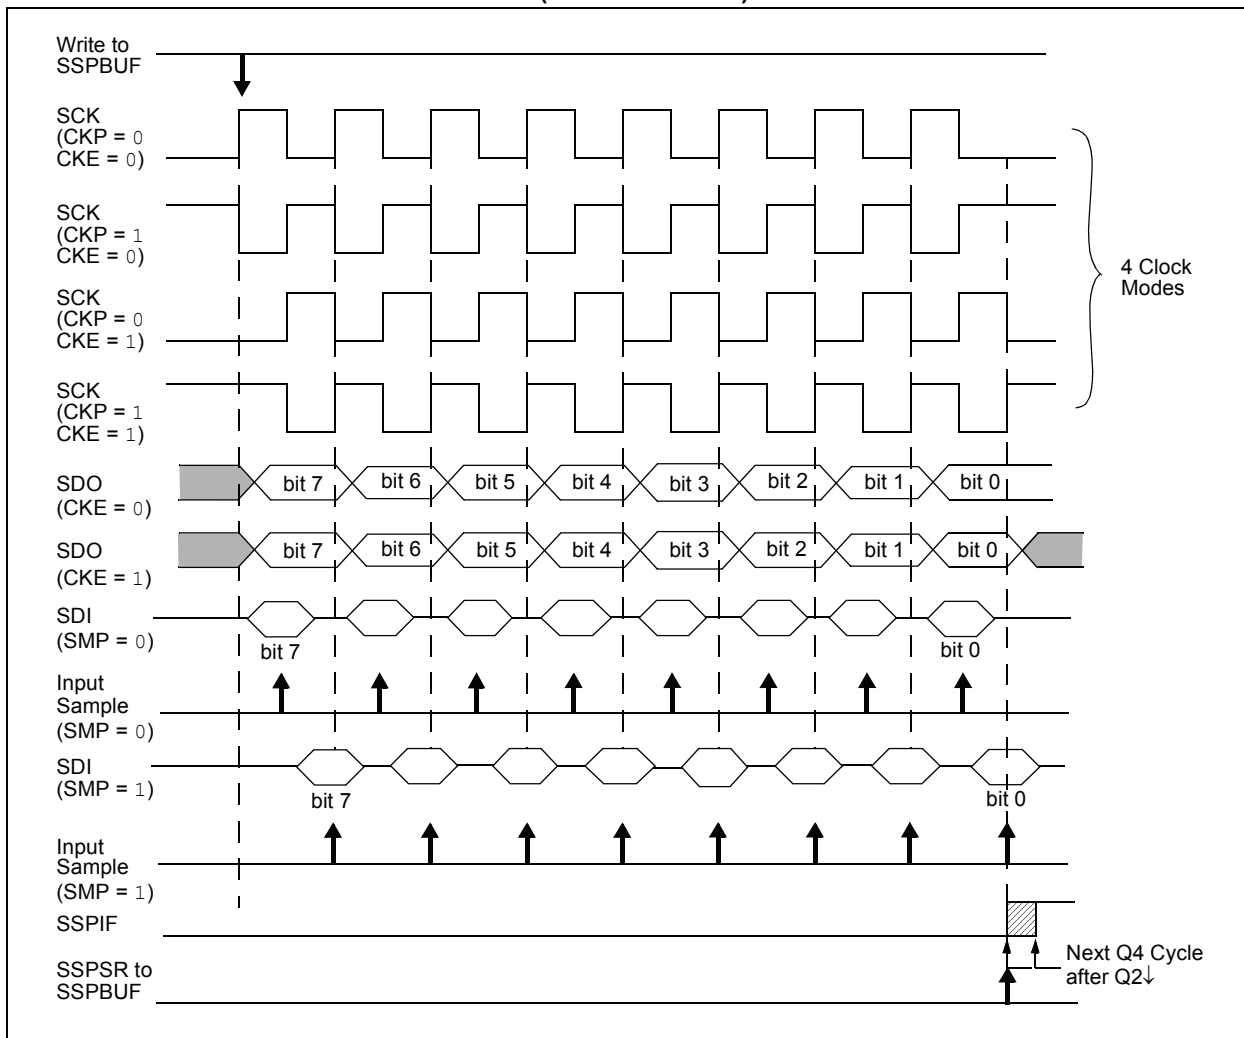 Write to
SSPBUF
SCK
(CKP = 0
CKE = 0)
SCK
(CKP = 1
CKE = 0)
SCK
(CKP = 0
CKE = 1)
SCK
(CKP = 1
CKE = 1)
4 Clock
Modes
SDO
(CKE = 0)
bit 7 bit 6 bit 5 bit 4 bit 3 bit 2 bit 1 bit 0
SDO
(CKE = 1)
bit 7 bit 6 bit 5 bit 4 bit 3 bit 2 bit 1 bit 0
SDI
(SMP = 0)
bit 7 bit 0
Input
Sample
(SMP = 0)
SDI
(SMP = 1)
bit 7 bit 0
Input
Sample
(SMP = 1)
SSPIF
Next Q4 Cycle
after Q2↓
SSPSR to
SSPBUF